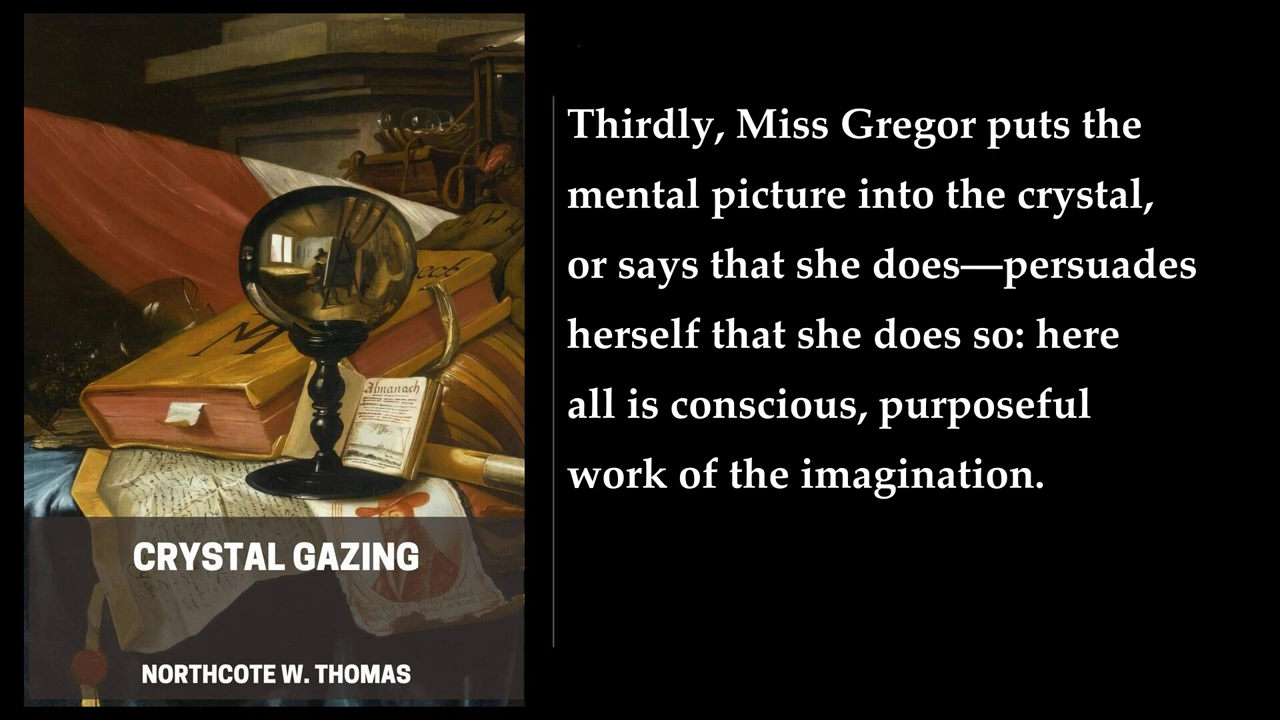 Thirdly, Miss Gregor puts the
mental picture into the crystal,
or says that she does—persuades
herself that she does so: here
all is conscious, purposeful
work of the imagination.
M
Almanach
CRYSTAL GAZING
NORTHCOTE W. THOMAS